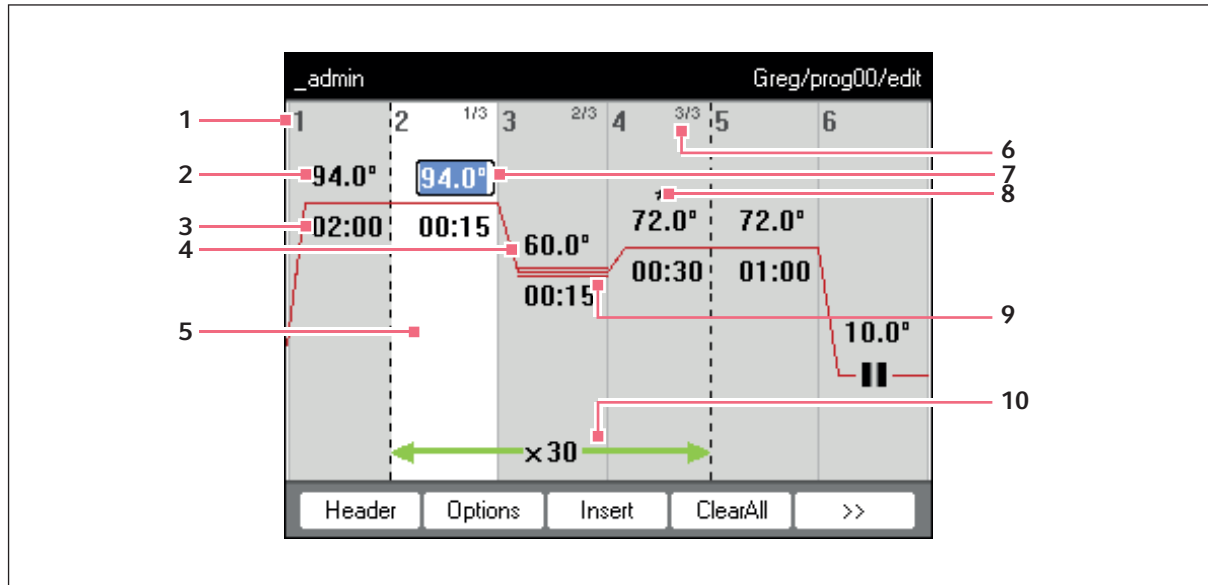 _admin Greg/prog00/edit
1 1 2 1/3 3 2/3 4 3/3 5 6
6
2 94.0° 94.0° 7
* 8
3 02:00 00:15 72.0° 72.0°
4 60.0°
00:30 01:00
00:15 9
5 10.0°
10
×30
Header Options Insert ClearAll >>